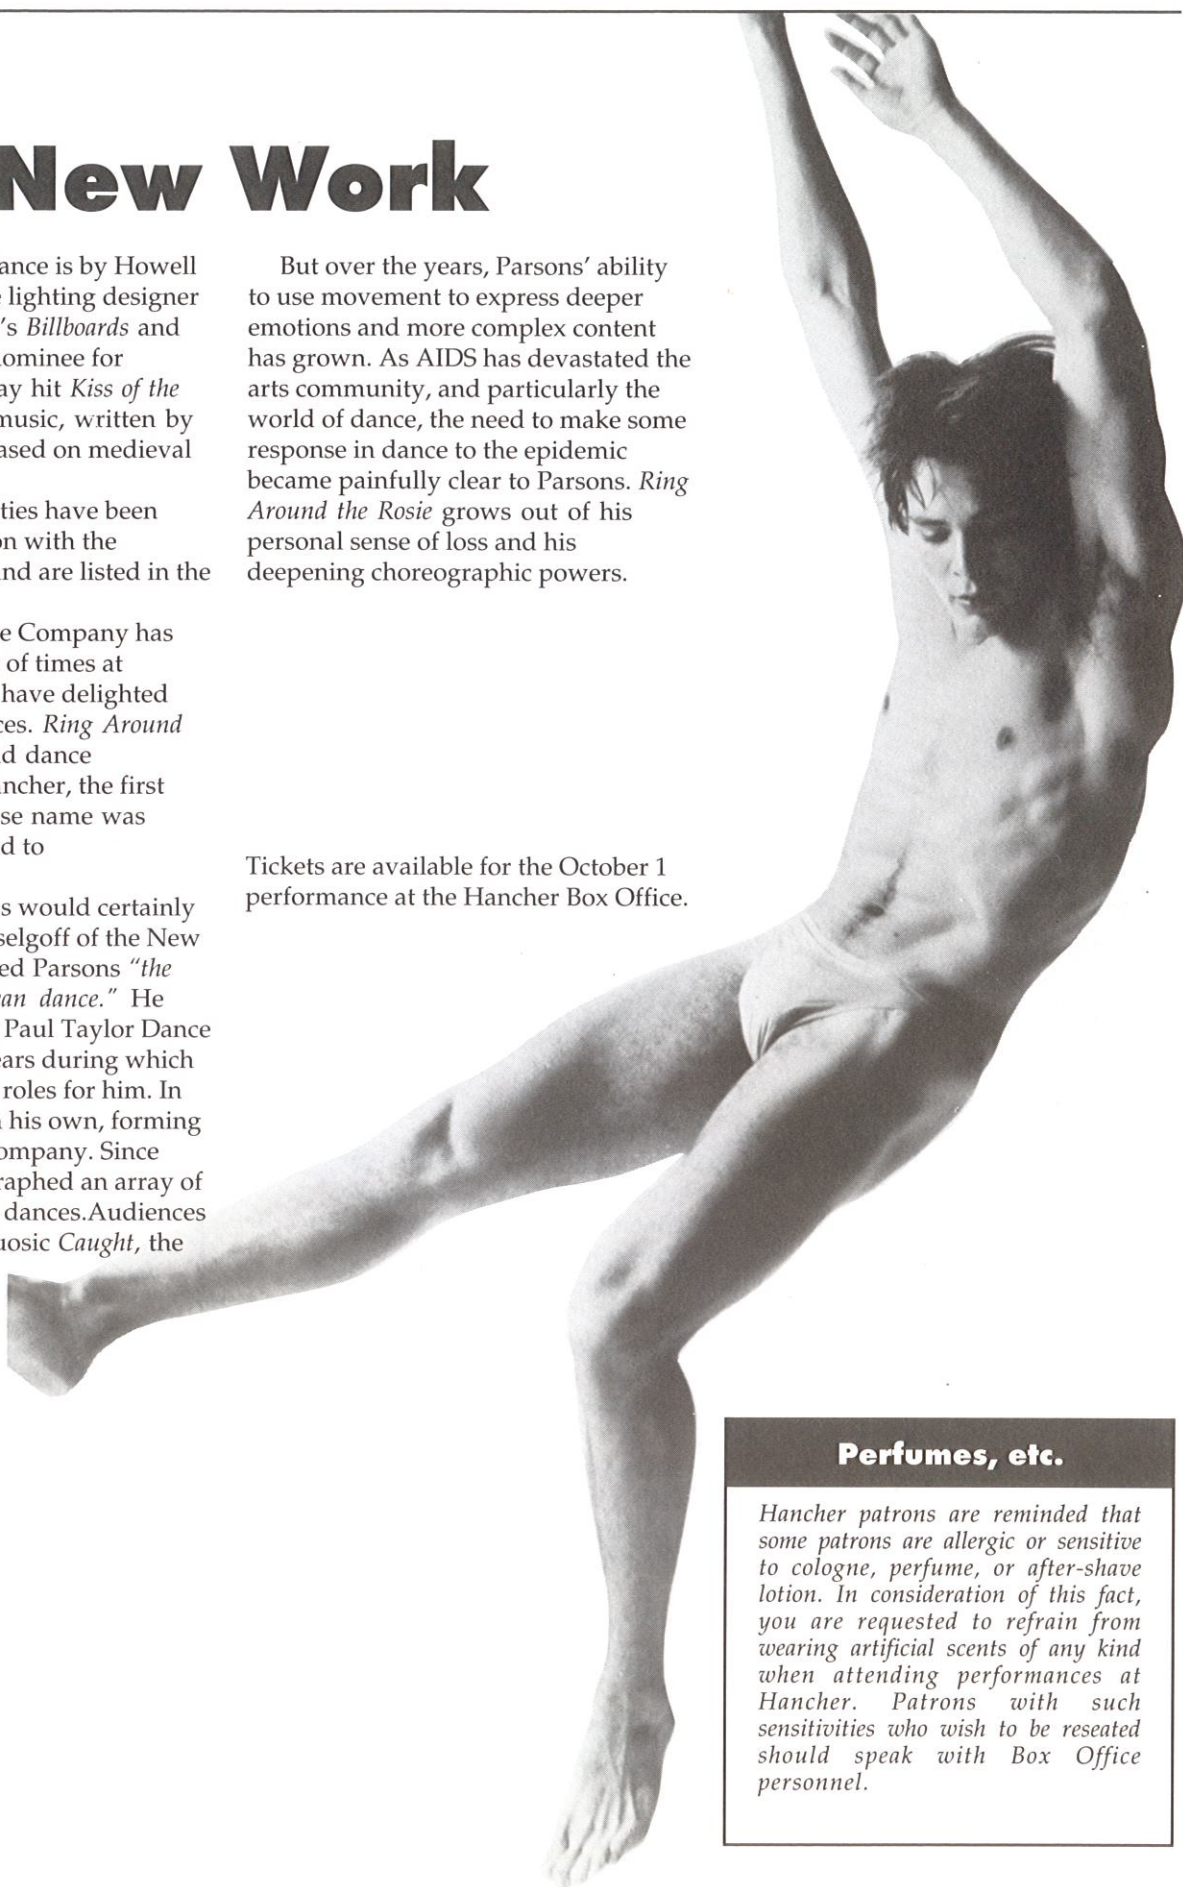 New Work
ance is by Howell
lighting designer
's Billboards and
ominee for
ay hit Kiss of the
music, written by
ased on medieval
ties have been
on with the
and are listed in the
e Company has
of times at
have delighted
ces. Ring Around
d dance
ancher, the first
se name was
d to
s would certainly
selgoff of the New
ed Parsons "the
an dance." He
Paul Taylor Dance
ears during which
roles for him. In
his own, forming
ompany. Since
raphed an array of
dances.Audiences
uosic Caught, the
But over the years, Parsons' ability
to use movement to express deeper
emotions and more complex content
has grown. As AIDS has devastated the
arts community, and particularly the
world of dance, the need to make some
response in dance to the epidemic
became painfully clear to Parsons. Ring
Around the Rosie grows out of his
personal sense of loss and his
deepening choreographic powers.
Tickets are available for the October 1
performance at the Hancher Box Office.
Perfumes, etc.
Hancher patrons are reminded that
some patrons are allergic or sensitive
to cologne, perfume, or after-shave
lotion. In consideration of this fact,
you are requested to refrain from
wearing artificial scents of any kind
when attending performances at
Hancher. Patrons with such
sensitivities who wish to be reseated
should speak with Box Office
personnel.